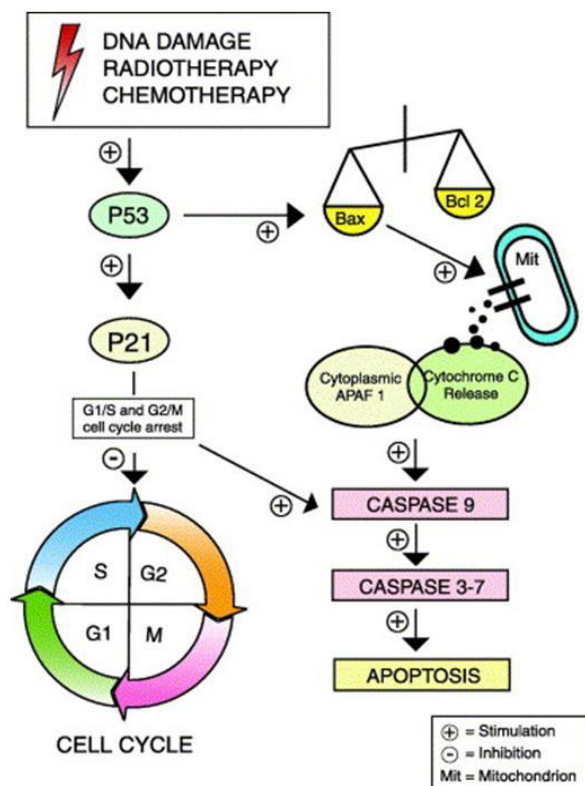 DNA DAMAGE
RADIOTHERAPY
CHEMOTHERAPY
+
P53
+
Bax
Bcl 2
+
Mit
+
P21
Cytoplasmic
APAF 1
Cytochrome C
Release
G1/S and G2/M
cell cycle arrest
-
+
+
CASPASE 9
+
CASPASE 3-7
+
APOPTOSIS
S
G2
G1
M
CELL CYCLE
+ = Stimulation
- = Inhibition
Mit = Mitochondrion